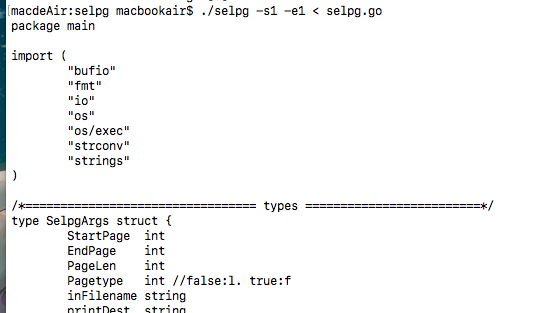 macdeAir:selpg macbookair$ ./selpg -s1 -e1 < selpg.go
package main
import (
"bufio"
"fmt"
"io"
"os"
"os/exec"
"strconv"
"strings"
)
/*================================= types =========================*/
type SelpgArgs struct {
StartPage int
EndPage int
PageLen int
Pagetype int //false:l. true:f
inFilename string
printDest string